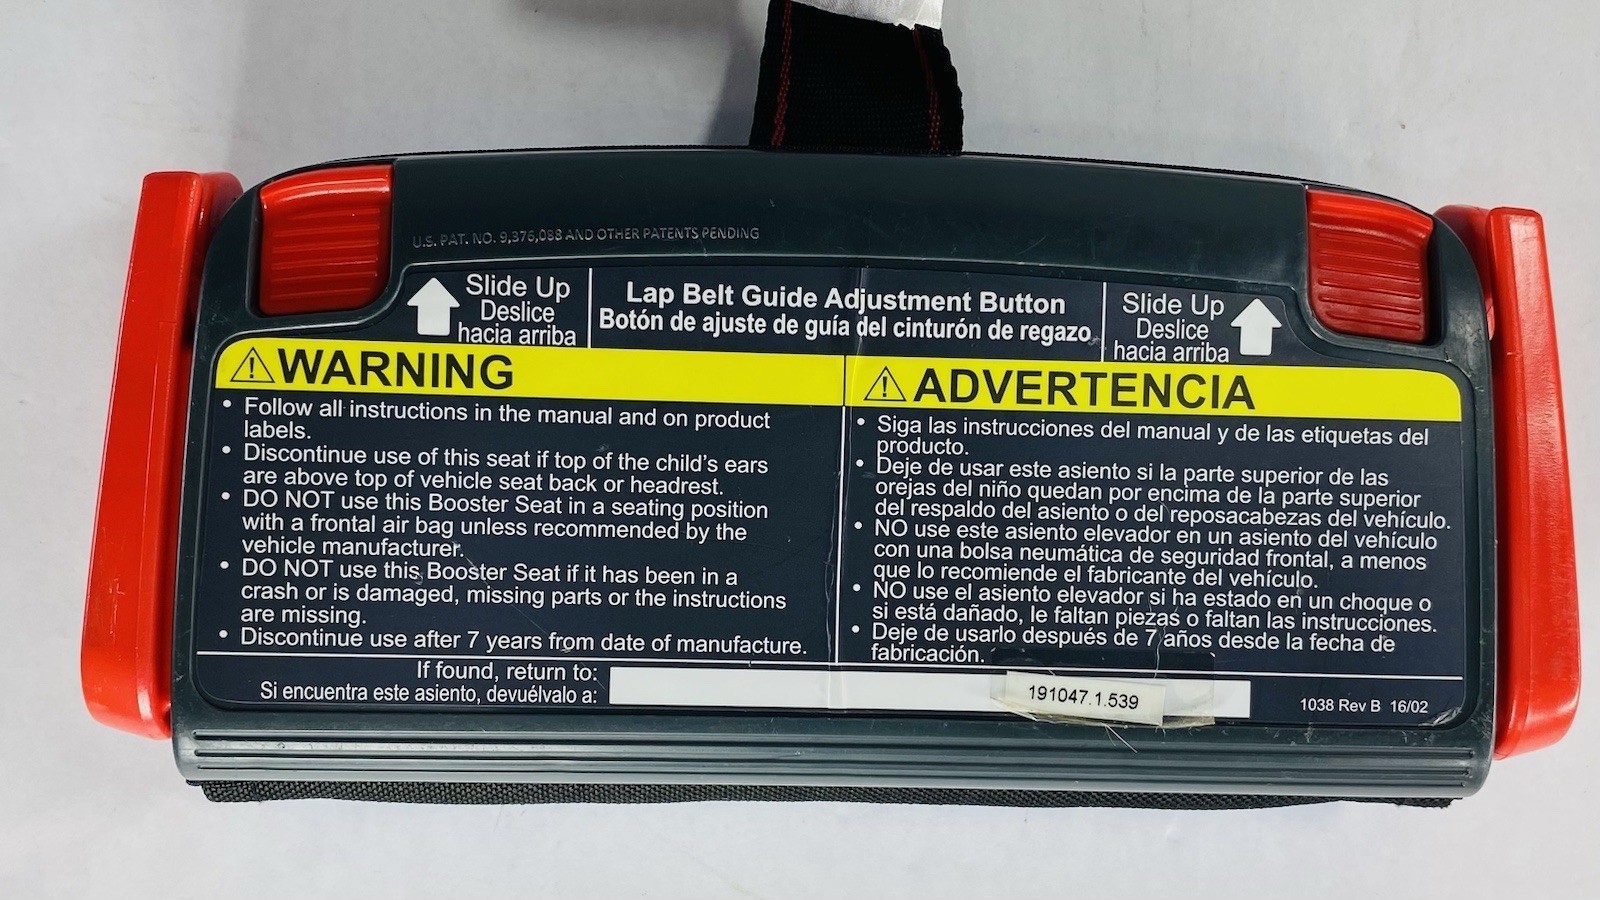 U.S. PAT. NO. 9,376,088 AND OTHER PATENTS PENDING
Slide Up
Deslice
hacia arriba
Lap Belt Guide Adjustment Button
Botón de ajuste de guía del cinturón de regazo
Slide Up
Deslice
hacia arriba
WARNING
• Follow all instructions in the manual and on product
labels.
• Discontinue use of this seat if top of the child's ears
are above top of vehicle seat back or headrest.
• DO NOT use this Booster Seat in a seating position
with a frontal air bag unless recommended by the
vehicle manufacturer.
• DO NOT use this Booster Seat if it has been in a
crash or is damaged, missing parts or the instructions
are missing.
• Discontinue use after 7 years from date of manufacture.
ADVERTENCIA
• Siga las instrucciones del manual y de las etiquetas del
producto.
• Deje de usar este asiento si la parte superior de las
orejas del niño quedan por encima de la parte superior
del respaldo del asiento o del reposacabezas del vehículo.
• NO use este asiento elevador en un asiento del vehículo
con una bolsa neumática de seguridad frontal, a menos
que lo recomiende el fabricante del vehículo.
• NO use el asiento elevador si ha estado en un choque o
si está dañado, le faltan piezas o faltan las instrucciones.
• Deje de usarlo después de 7 años desde la fecha de
fabricación.
If found, return to:
Si encuentra este asiento, devuélvalo a:
191047.1.539
1038 Rev B 16/02